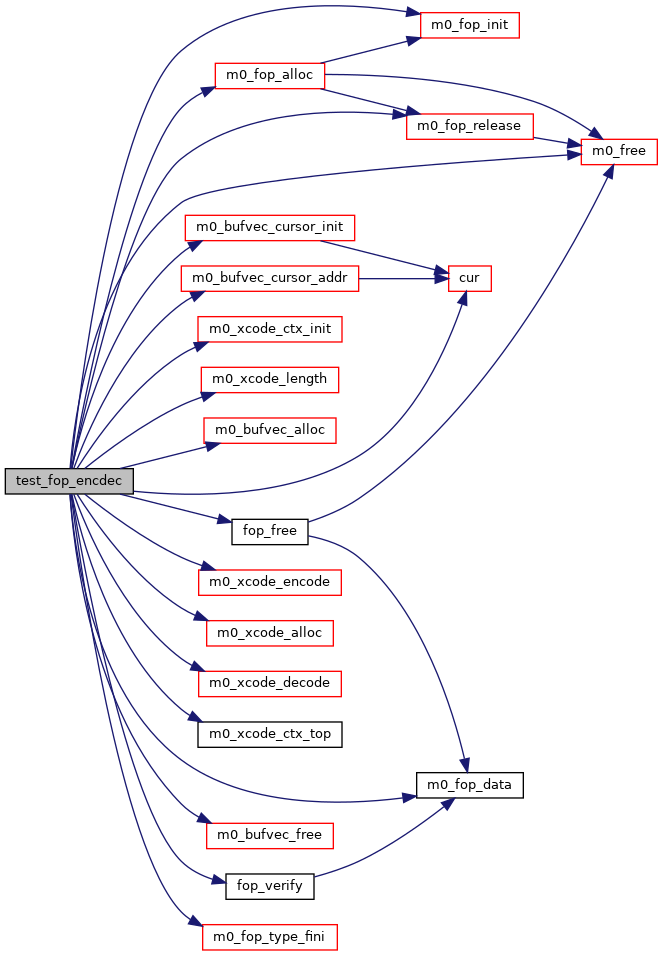 m0_fop_init
m0_fop_alloc
m0_fop_release
m0_free
m0_bufvec_cursor_init
m0_bufvec_cursor_addr
cur
m0_xcode_ctx_init
m0_xcode_length
m0_bufvec_alloc
test_fop_encdec
fop_free
m0_xcode_encode
m0_xcode_alloc
m0_xcode_decode
m0_xcode_ctx_top
m0_fop_data
m0_bufvec_free
fop_verify
m0_fop_type_fini